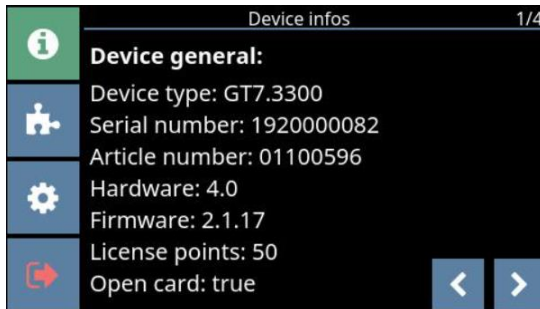 Device infos 1/4
Device general:
Device type: GT7.3300
Serial number: 1920000082
Article number: 01100596
Hardware: 4.0
Firmware: 2.1.17
License points: 50
Open card: true